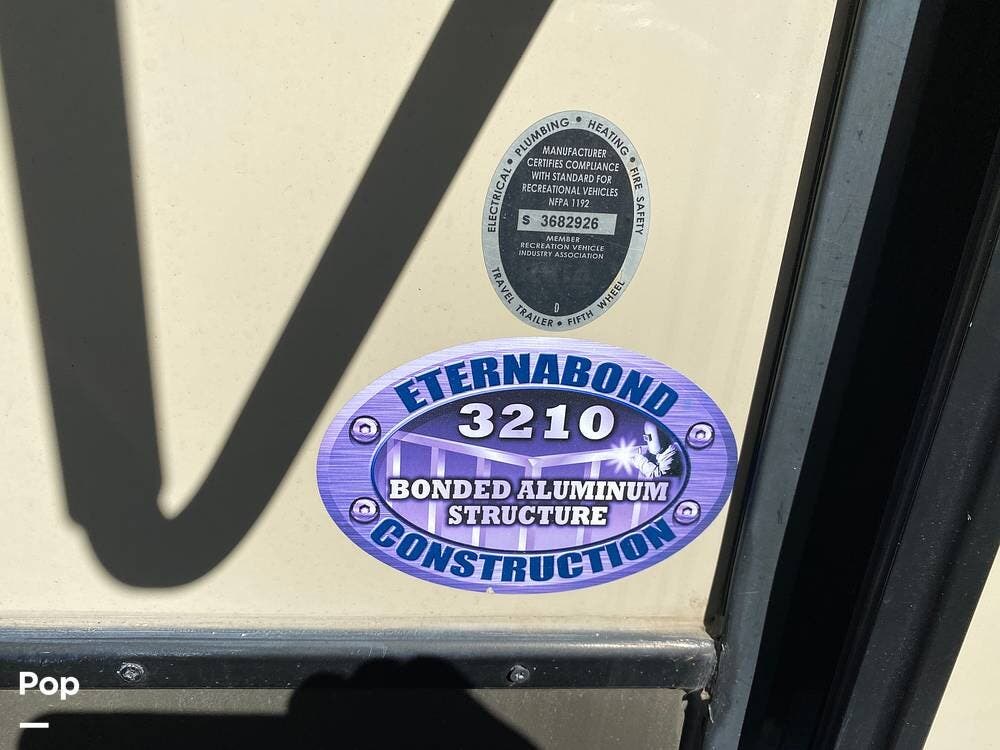 ELECTRICAL • PLUMBING • HEATING • FIRE SAFETY
MANUFACTURER
CERTIFIES COMPLIANCE
WITH STANDARD FOR
RECREATIONAL VEHICLES
NFPA 1192
S 3682926
MEMBER
RECREATION VEHICLE
INDUSTRY ASSOCIATION
D
TRAVEL TRAILER • FIFTH WHEEL
ETERNABOND
3210
BONDED ALUMINUM
STRUCTURE
CONSTRUCTION
Pop